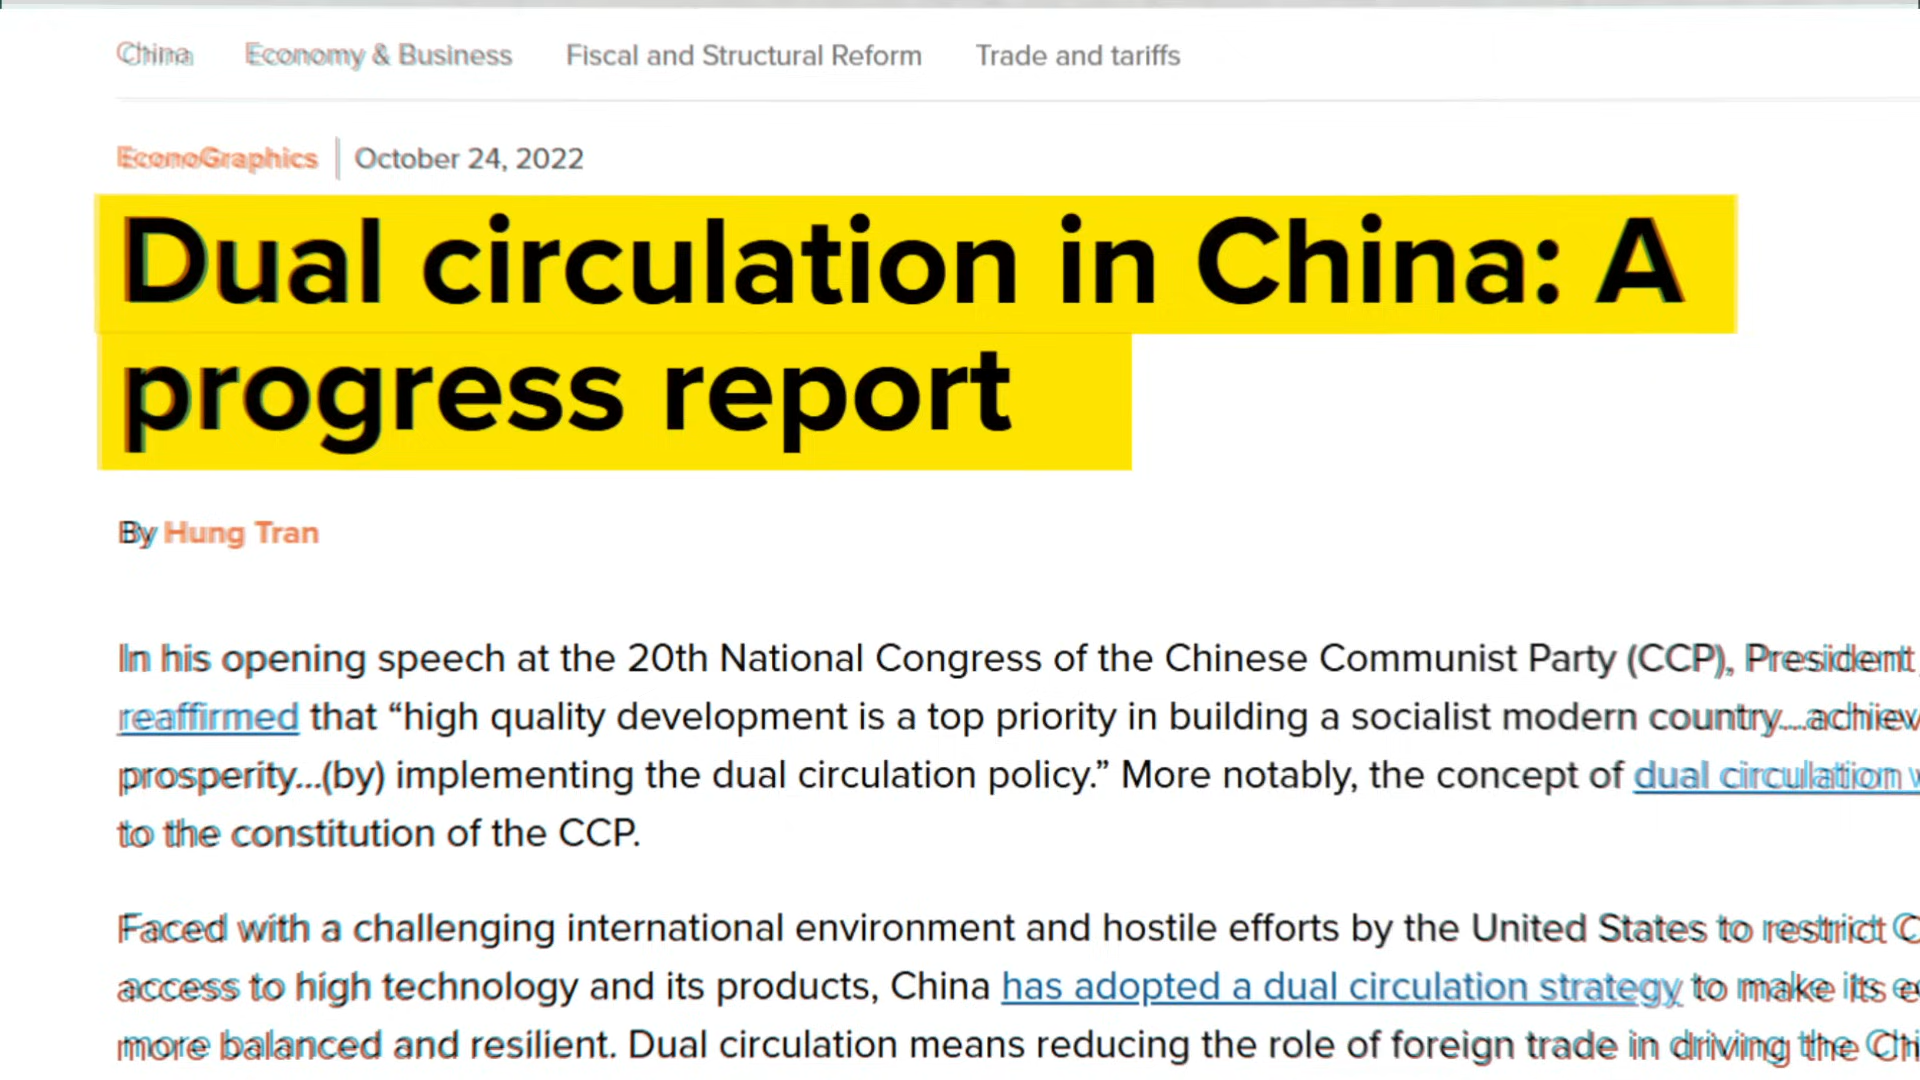 China Economy & Business Fiscal and Structural Reform Trade and tariffs
EconoGraphics October 24, 2022
Dual circulation in China: A
progress report
By Hung Tran
In his opening speech at the 20th National Congress of the Chinese Communist Party (CCP), President
reaffirmed that “high quality development is a top priority in building a socialist modern country...achiev
prosperity...(by) implementing the dual circulation policy.” More notably, the concept of dual circulation w
to the constitution of the CCP.
Faced with a challenging international environment and hostile efforts by the United States to restrict C
access to high technology and its products, China has adopted a dual circulation strategy to make its e
more balanced and resilient. Dual circulation means reducing the role of foreign trade in driving the Ch